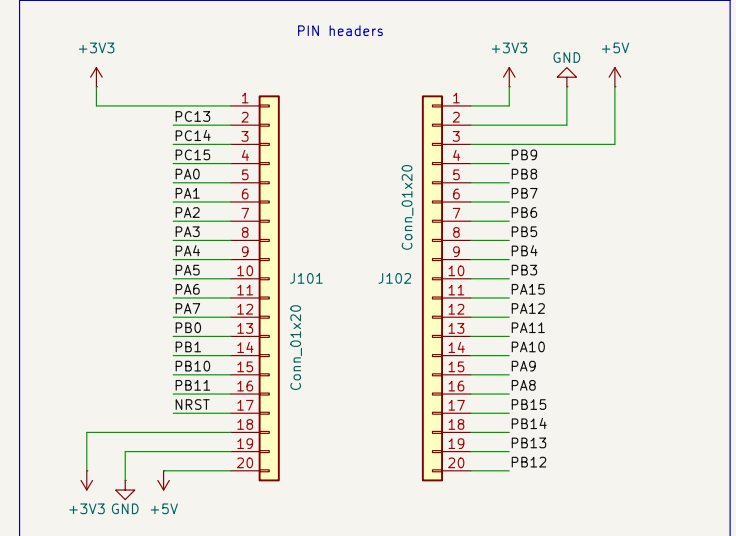 PIN headers
+3V3
+3V3
GND
+5V
1
PC13 2
PC14 3
PC15 4
PA0 5
PA1 6
PA2 7
PA3 8
PA4 9
PA5 10
PA6 11
PA7 12
PB0 13
PB1 14
PB10 15
PB11 16
NRST 17
18
19
20
J101
Conn_01x20
+3V3 GND +5V
1
2
3
4 PB9
5 PB8
6 PB7
7 PB6
8 PB5
9 PB4
10 PB3
11 PA15
12 PA12
13 PA11
14 PA10
15 PA9
16 PA8
17 PB15
18 PB14
19 PB13
20 PB12
Conn_01x20
J102